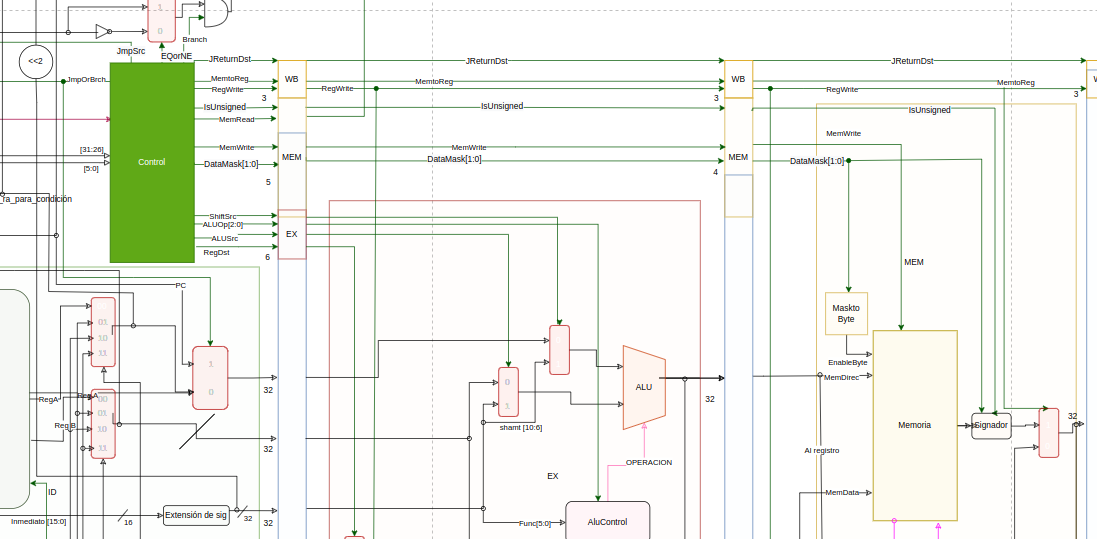 1
0
Branch
<<2
JmpSrc
EQorNE
JReturnDst
JReturnDst
JReturnDst
JmpOrBrch
MemtoReg
WB
MemtoReg
WB
MemtoReg
RegWrite
RegWrite
RegWrite
3
3
3
IsUnsigned
IsUnsigned
IsUnsigned
MemRead
MemWrite
MemWrite
MemWrite
[31:26]
[5:0]
Control
DataMask[1:0]
MEM
DataMask[1:0]
MEM
DataMask[1:0]
5
4
ra_para_condición
ShiftSrc
ALUOp[2:0]
ALUSrc
RegDst
EX
6
MEM
PC
Maskto
Byte
01
10
11
1
0
EnableByte
MemDirec
32
ALU
32
0
1
RegA
RegA
00
01
10
11
Reg B
shamt [10:6]
32
Memoria
Signador
32
Al registro
OPERACION
EX
ID
MemData
Inmediato [15:0]
16
Extensión de sig
32
32
Func[5:0]
AluControl